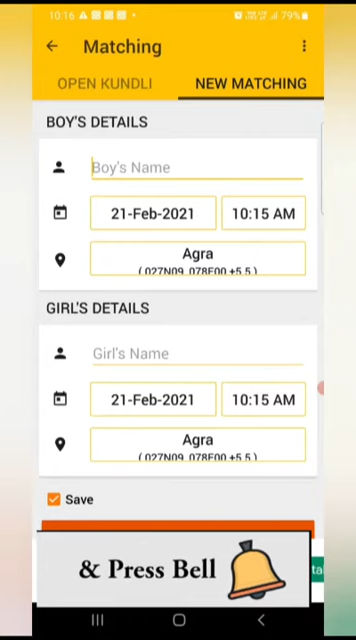 10:16
79%
Matching
OPEN KUNDLI
NEW MATCHING
BOY'S DETAILS
Boy's Name
21-Feb-2021
10:15 AM
Agra
( 027N09 078E00 +5.5 )
GIRL'S DETAILS
Girl's Name
21-Feb-2021
10:15 AM
Agra
( 027N09 078E00 +5.5 )
Save
& Press Bell